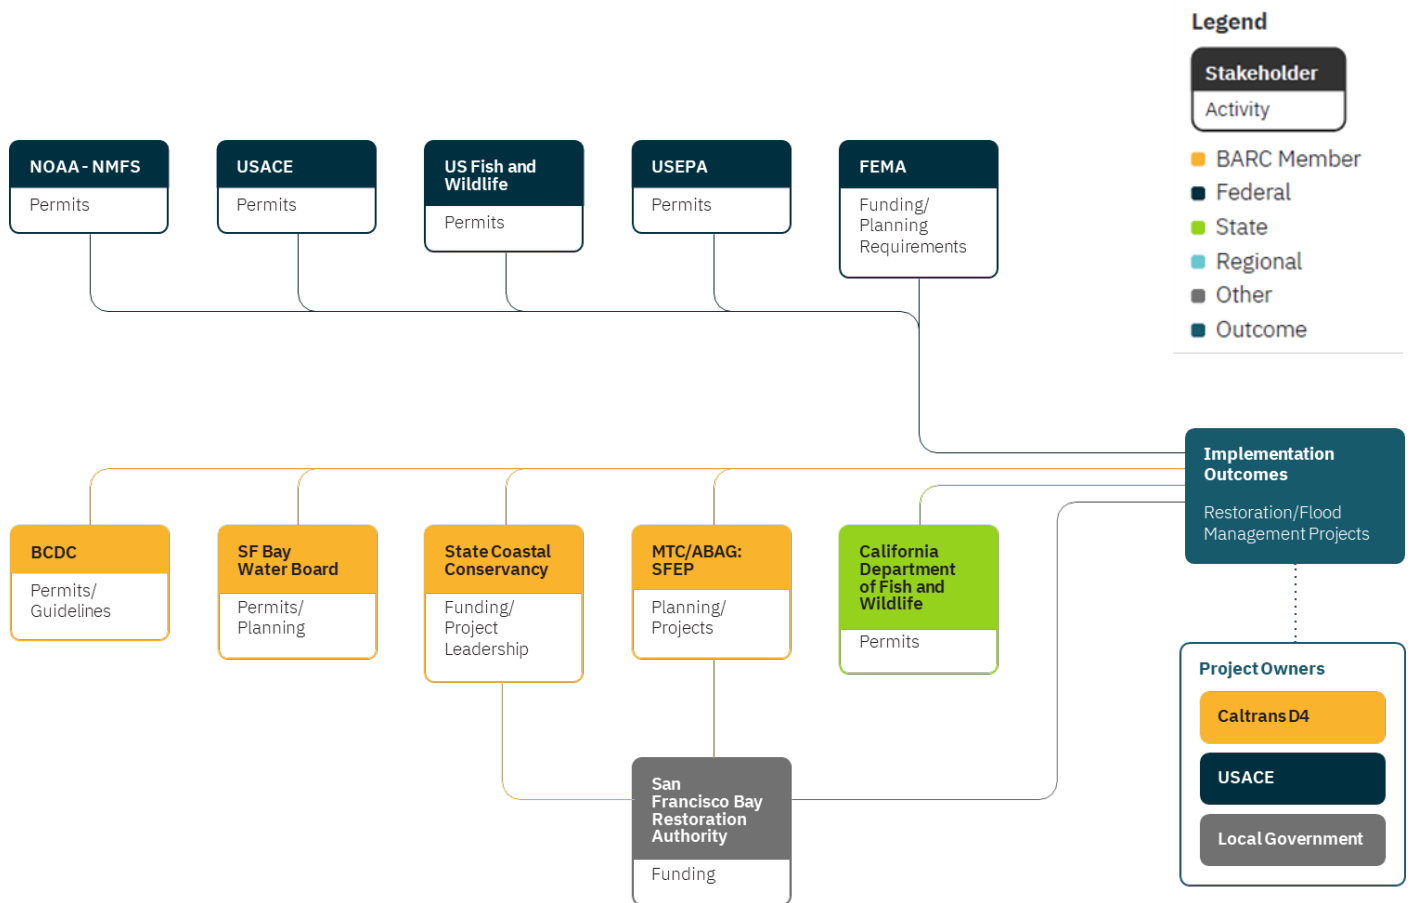 Legend
Stakeholder
Activity
BARC Member
Federal
State
Regional
Other
Outcome
NOAA - NMFS
Permits
USACE
Permits
US Fish and
Wildlife
Permits
USEPA
Permits
FEMA
Funding/
Planning
Requirements
Implementation
Outcomes
Restoration/Flood
Management Projects
BCDC
Permits/
Guidelines
SF Bay
Water Board
Permits/
Planning
State Coastal
Conservancy
Funding/
Project
Leadership
MTC/ABAG:
SFEP
Planning/
Projects
California
Department
of Fish and
Wildlife
Permits
San
Francisco Bay
Restoration
Authority
Funding
Project Owners
Caltrans D4
USACE
Local Government